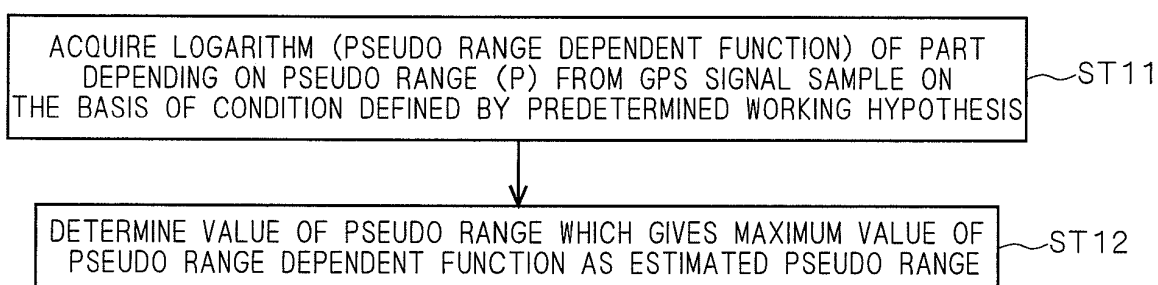 ACQUIRE LOGARITHM (PSEUDO RANGE DEPENDENT FUNCTION) OF PART
DEPENDING ON PSEUDO RANGE (P) FROM GPS SIGNAL SAMPLE ON
THE BASIS OF CONDITION DEFINED BY PREDETERMINED WORKING HYPOTHESIS
ST11
DETERMINE VALUE OF PSEUDO RANGE WHICH GIVES MAXIMUM VALUE OF
PSEUDO RANGE DEPENDENT FUNCTION AS ESTIMATED PSEUDO RANGE
ST12